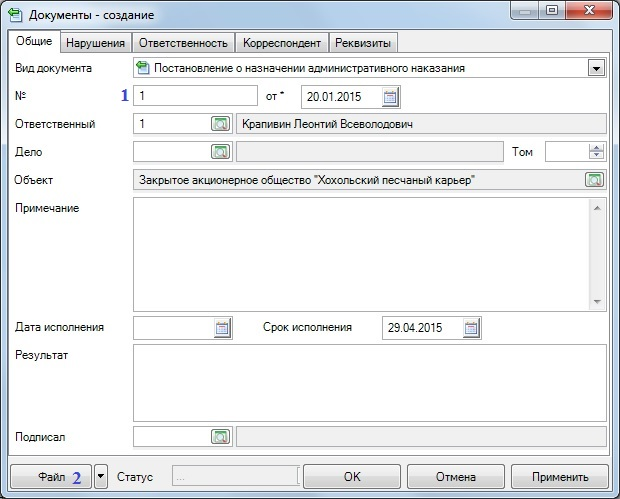 Документы - создание
Общие Нарушения Ответственность Корреспондент Реквизиты
Вид документа Постановление о назначении административного наказания
№ 1 1 от * 20.01.2015
Ответственный 1 Крапивин Леонтий Всеволодович
Дело Том
Объект Закрытое акционерное общество "Хохольский песчаный карьер"
Примечание
Дата исполнения Срок исполнения 29.04.2015
Результат
Подписал
Файл 2 Статус ... OK Отмена Применить